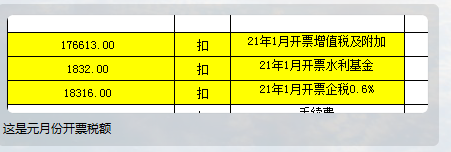 176613.00 扣 21年1月开票增值税及附加
1832.00 扣 21年1月开票水利基金
18316.00 扣 21年1月开票企税0.6%
手续费
这是元月份开票税额